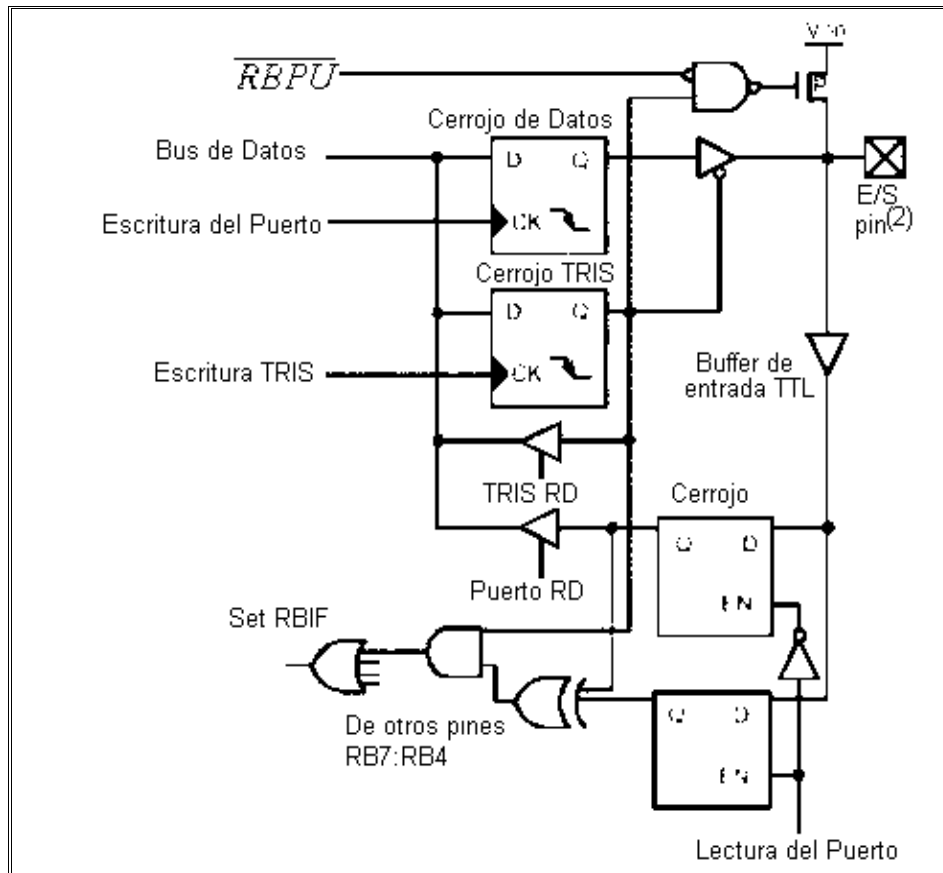 RBPU
Cerrojo de Datos
Bus de Datos
D Q
CK
Escritura del Puerto
E/S
pin(2)
Cerrojo TRIS
D Q
CK
Escritura TRIS
Buffer de
entrada TTL
TRIS RD
Cerrojo
Q D
EN
Puerto RD
Set RBIF
De otros pines
RB7:RB4
Q D
EN
Lectura del Puerto